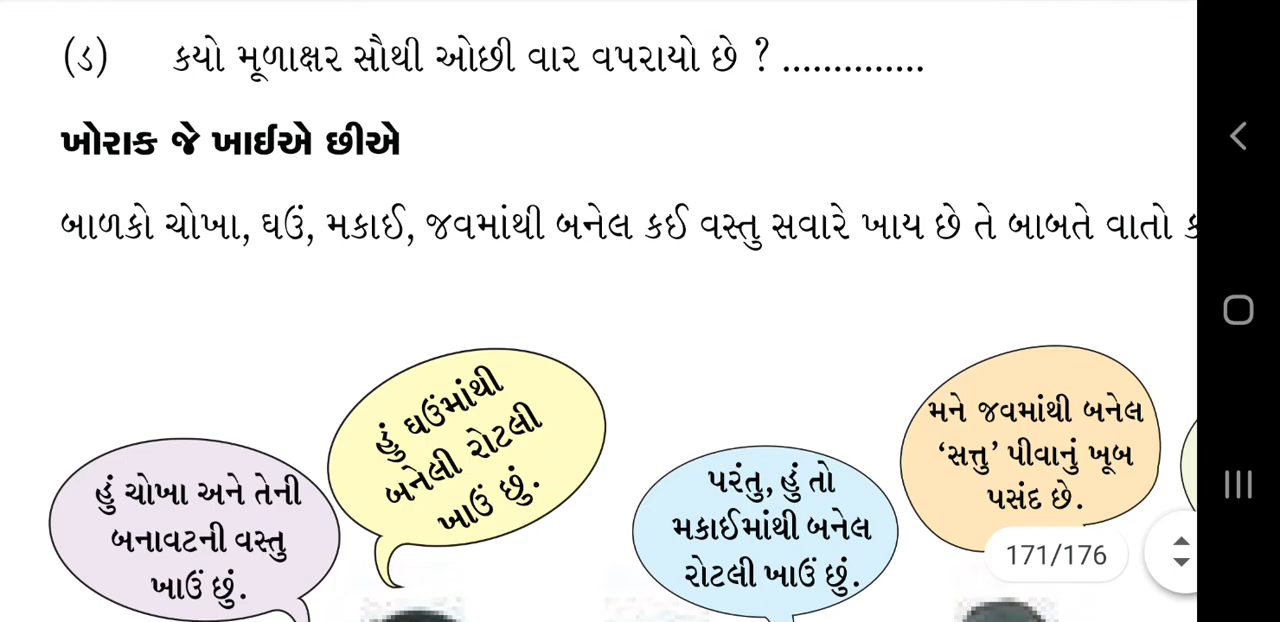 (ડ) કયો મૂળાક્ષર સૌથી ઓછી વાર વપરાયો છે ? ..............
ખોરાક જે ખાઈએ છીએ
બાળકો ચોખા, ઘઉં, મકાઈ, જવમાંથી બનેલ કઈ વસ્તુ સવારે ખાય છે તે બાબતે વાતો
હું ચોખા અને તેની
બનાવટની વસ્તુ
ખાઉં છું.
હું ઘઉંમાંથી
બનેલી રોટલી
ખાઉં છું.
પરંતુ, હું તો
મકાઈમાંથી બનેલ
રોટલી ખાઉં છું.
મને જવમાંથી બનેલ
‘સત્તુ’ પીવાનું ખૂબ
પસંદ છે.
171/176